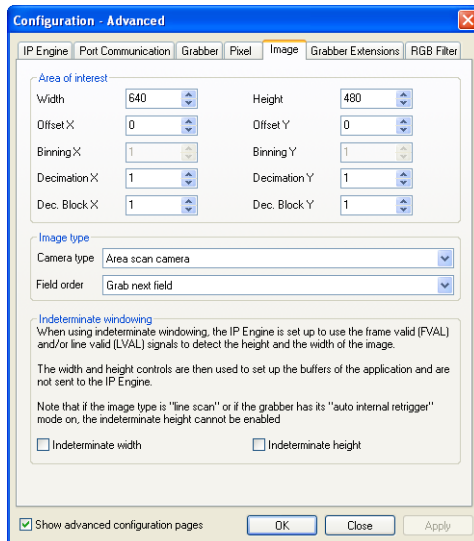 Configuration - Advanced
IP Engine Port Communication Grabber Pixel Image Grabber Extensions RGB Filter
Area of interest
Width 640 Height 480
Offset X 0 Offset Y 0
Binning X 1 Binning Y 1
Decimation X 1 Decimation Y 1
Dec. Block X 1 Dec. Block Y 1
Image type
Camera type Area scan camera
Field order Grab next field
Indeterminate windowing
When using indeterminate windowing, the IP Engine is set up to use the frame valid (FVAL)
and/or line valid (LVAL) signals to detect the height and the width of the image.
The width and height controls are then used to set up the buffers of the application and are
not sent to the IP Engine.
Note that if the image type is "line scan" or if the grabber has its "auto internal retrigger"
mode on, the indeterminate height cannot be enabled
Indeterminate width Indeterminate height
Show advanced configuration pages OK Close Apply